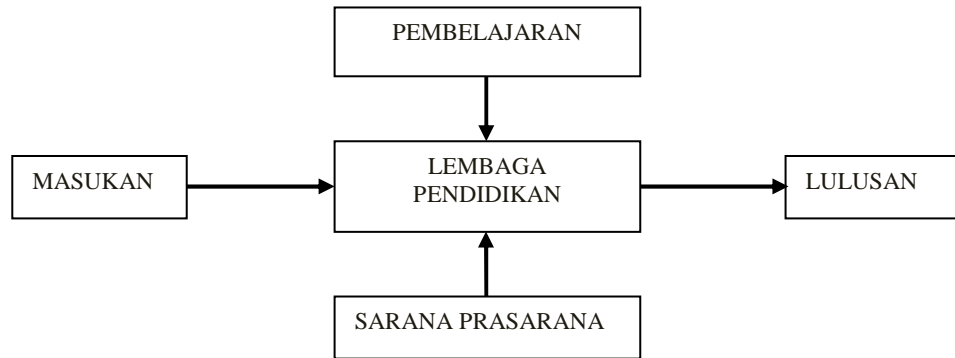 PEMBELAJARAN
MASUKAN
LEMBAGA
PENDIDIKAN
LULUSAN
SARANA PRASARANA